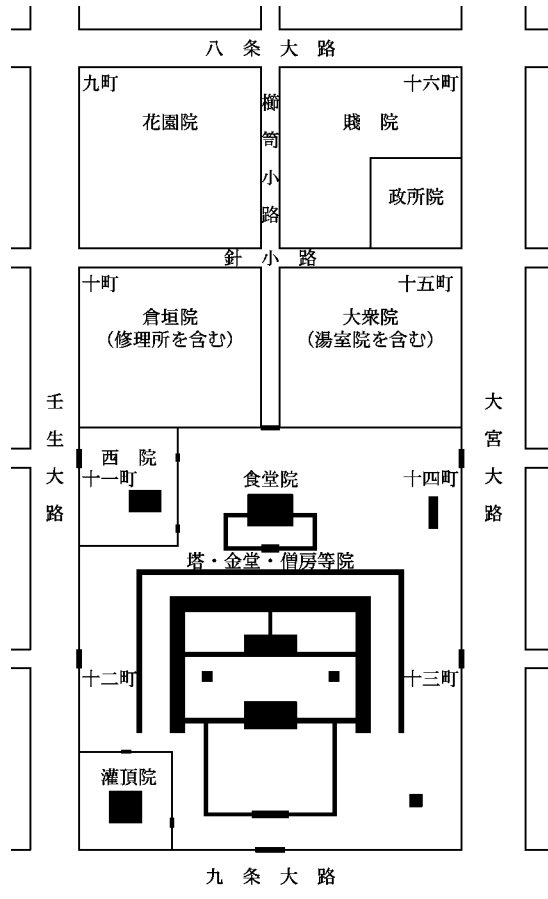 八条大路
九町
十六町
花園院
櫛笥小路
賤院
政所院
針小路
十町
十五町
倉垣院
（修理所を含む）
大衆院
（湯室院を含む）
壬生大路
大宮大路
西院
十一町
食堂院
十四町
塔・金堂・僧房等院
十二町
十三町
灌頂院
九条大路